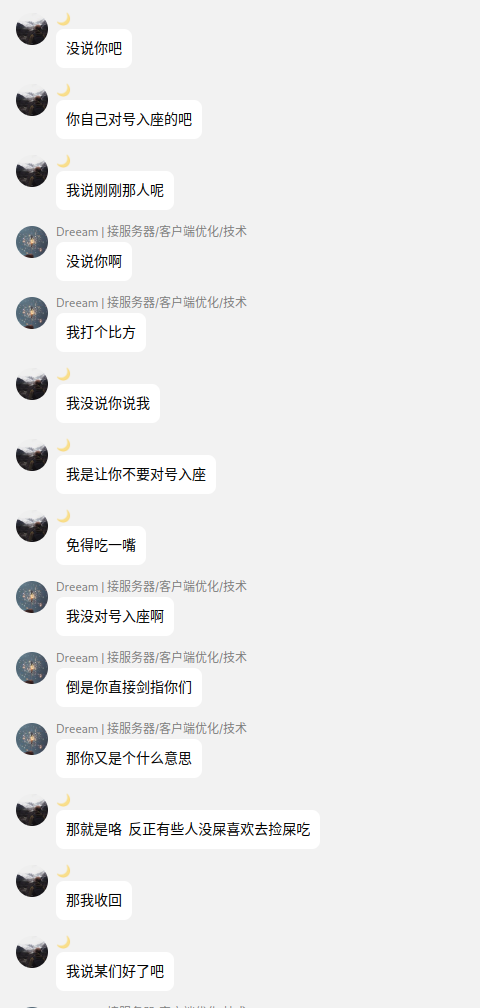 🌙
没说你吧
🌙
你自己对号入座的吧
🌙
我说刚刚那人呢
Dreeam | 接服务器/客户端优化/技术
没说你啊
Dreeam | 接服务器/客户端优化/技术
我打个比方
🌙
我没说你说我
🌙
我是让你不要对号入座
🌙
免得吃一嘴
Dreeam | 接服务器/客户端优化/技术
我没对号入座啊
Dreeam | 接服务器/客户端优化/技术
倒是你直接剑指你们
Dreeam | 接服务器/客户端优化/技术
那你又是个什么意思
🌙
那就是咯 反正有些人没屎喜欢去捡屎吃
🌙
那我收回
🌙
我说某们好了吧